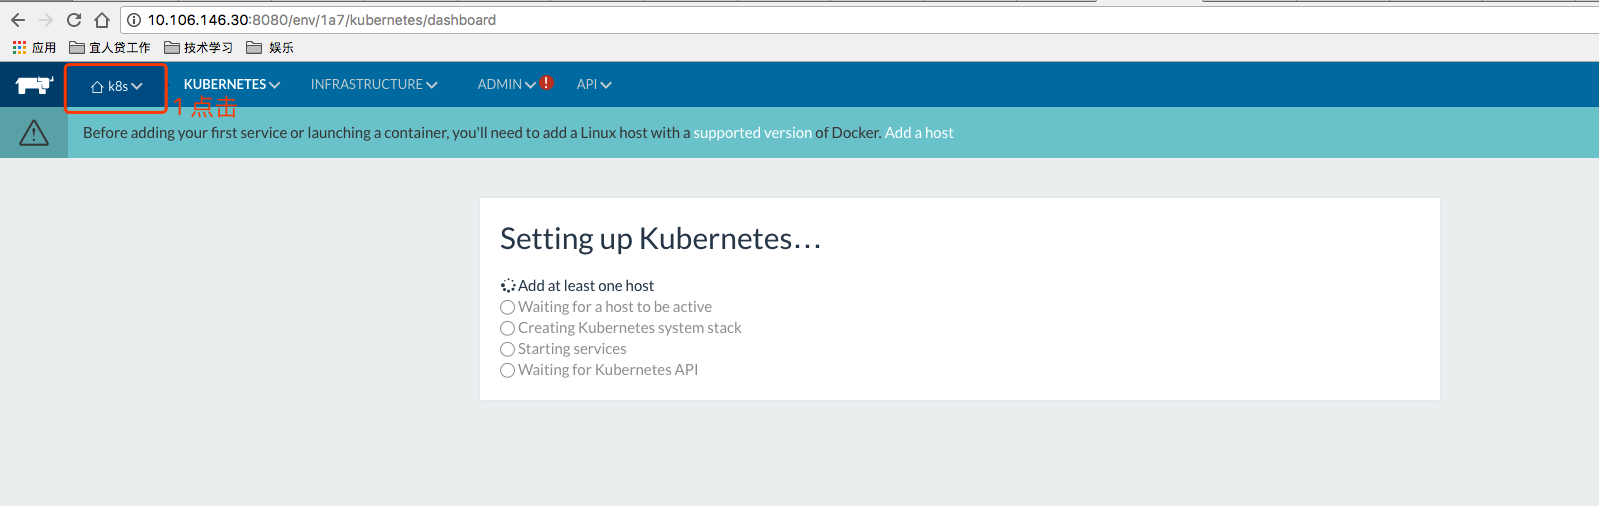 10.106.146.30:8080/env/1a7/kubernetes/dashboard
应用 宜人贷工作 技术学习 娱乐
k8s KUBERNETES INFRASTRUCTURE ADMIN ! API
1 点击
Before adding your first service or launching a container, you'll need to add a Linux host with a supported version of Docker. Add a host
Setting up Kubernetes...
Add at least one host
Waiting for a host to be active
Creating Kubernetes system stack
Starting services
Waiting for Kubernetes API